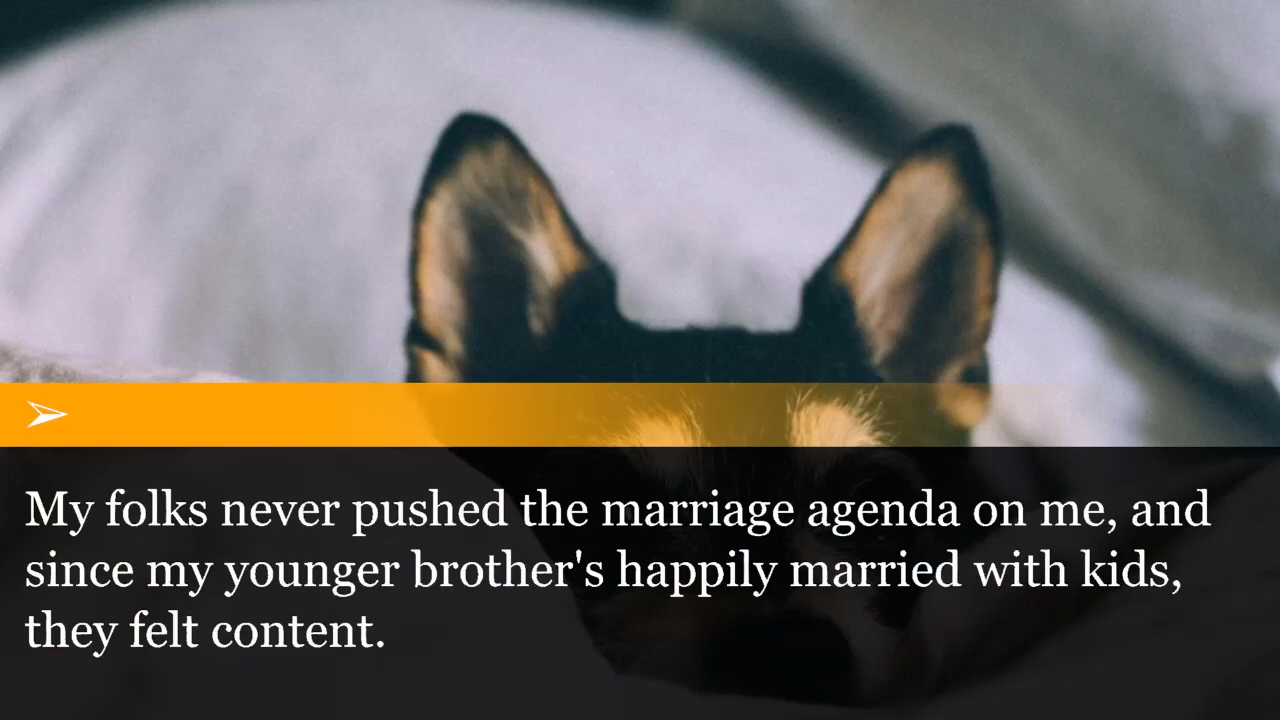 My folks never pushed the marriage agenda on me, and
since my younger brother's happily married with kids,
they felt content.